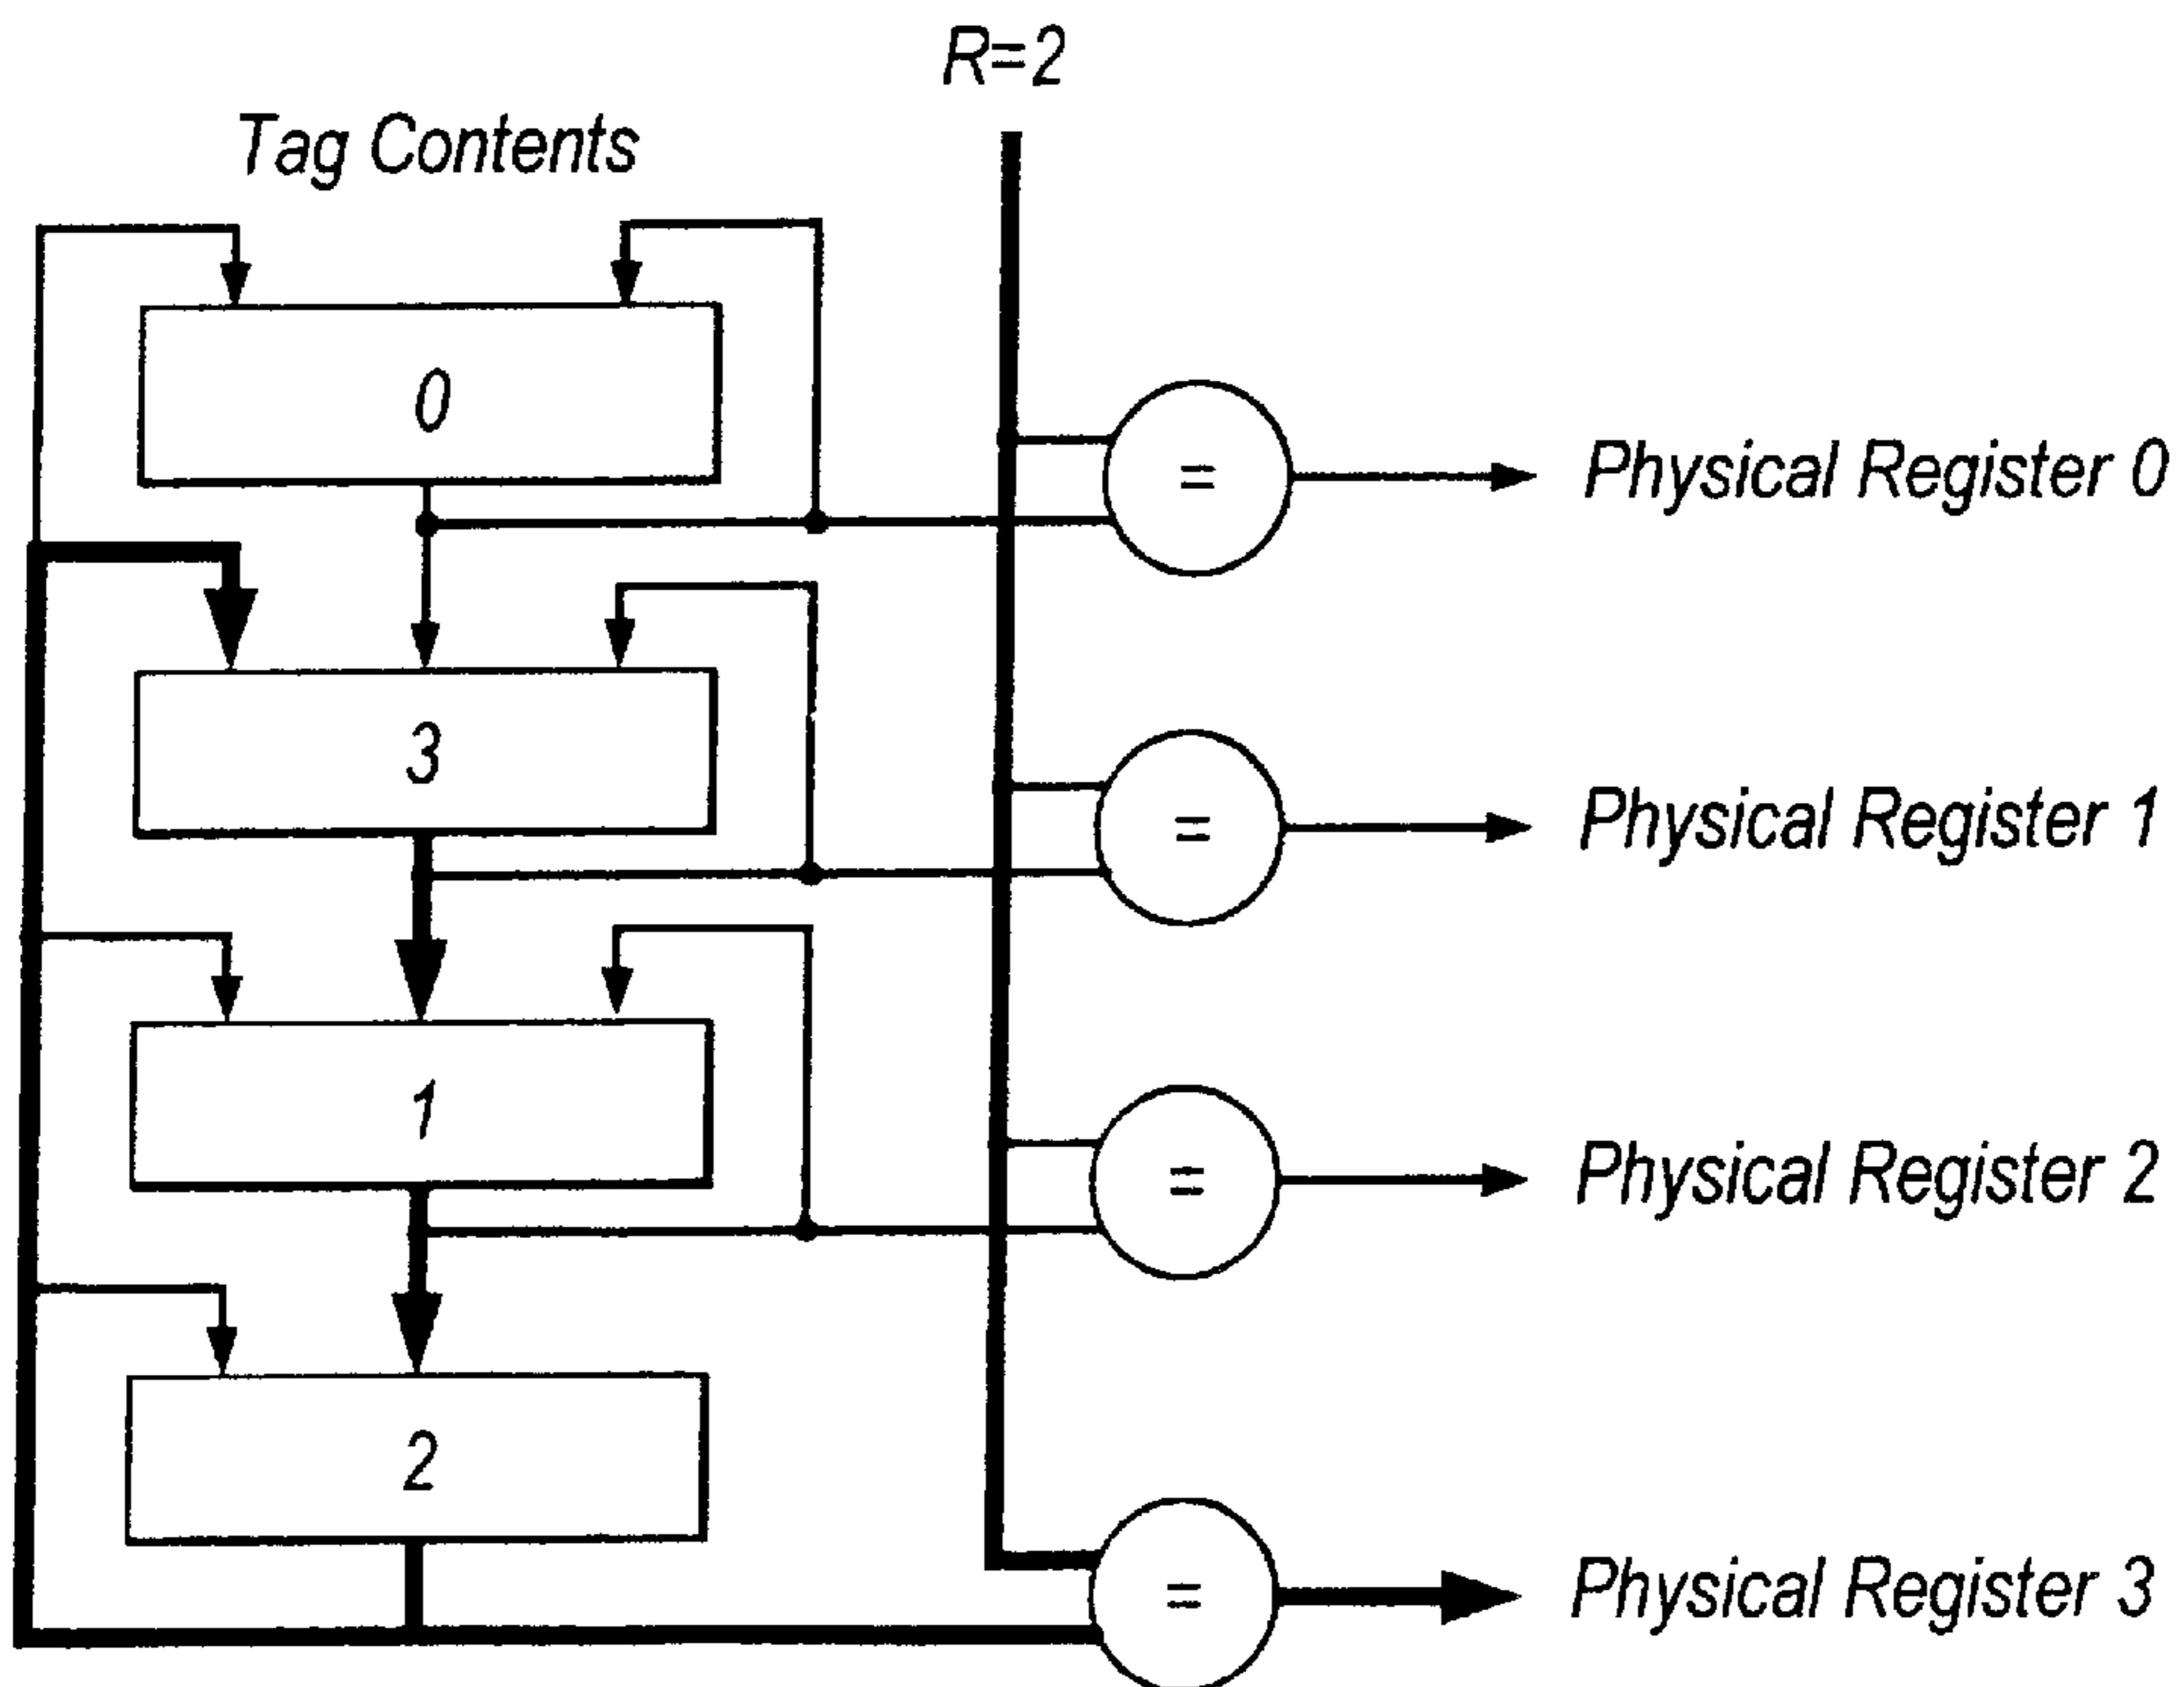 R=2
Tag Contents
0
=
Physical Register 0
3
=
Physical Register 1
1
=
Physical Register 2
2
=
Physical Register 3